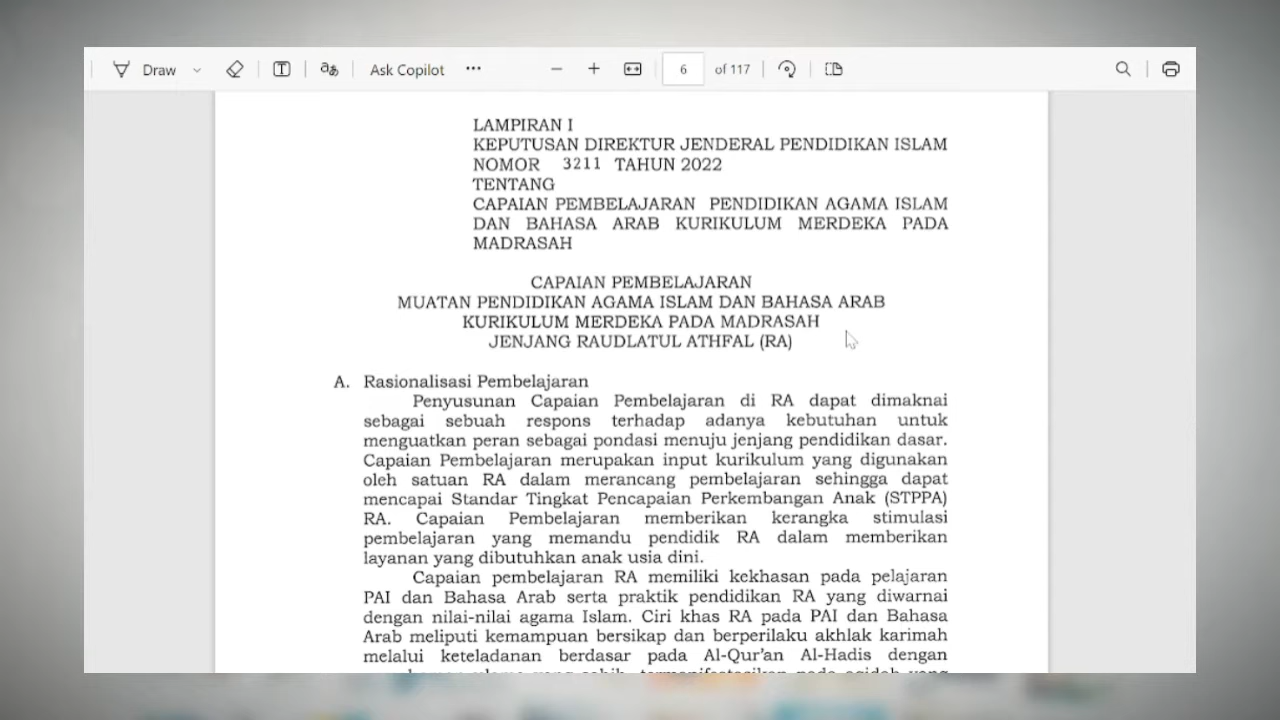 Draw
Ask Copilot
6 of 117
LAMPIRAN I
KEPUTUSAN DIREKTUR JENDERAL PENDIDIKAN ISLAM
NOMOR 3211 TAHUN 2022
TENTANG
CAPAIAN PEMBELAJARAN PENDIDIKAN AGAMA ISLAM
DAN BAHASA ARAB KURIKULUM MERDEKA PADA
MADRASAH
CAPAIAN PEMBELAJARAN
MUATAN PENDIDIKAN AGAMA ISLAM DAN BAHASA ARAB
KURIKULUM MERDEKA PADA MADRASAH
JENJANG RAUDLATUL ATHFAL (RA)
A. Rasionalisasi Pembelajaran
Penyusunan Capaian Pembelajaran di RA dapat dimaknai
sebagai sebuah respons terhadap adanya kebutuhan untuk
menguatkan peran sebagai pondasi menuju jenjang pendidikan dasar.
Capaian Pembelajaran merupakan input kurikulum yang digunakan
oleh satuan RA dalam merancang pembelajaran sehingga dapat
mencapai Standar Tingkat Pencapaian Perkembangan Anak (STPPA)
RA. Capaian Pembelajaran memberikan kerangka stimulasi
pembelajaran yang memandu pendidik RA dalam memberikan
layanan yang dibutuhkan anak usia dini.
Capaian pembelajaran RA memiliki kekhasan pada pelajaran
PAI dan Bahasa Arab serta praktik pendidikan RA yang diwarnai
dengan nilai-nilai agama Islam. Ciri khas RA pada PAI dan Bahasa
Arab meliputi kemampuan bersikap dan berperilaku akhlak karimah
melalui keteladanan berdasar pada Al-Qur'an Al-Hadis dengan